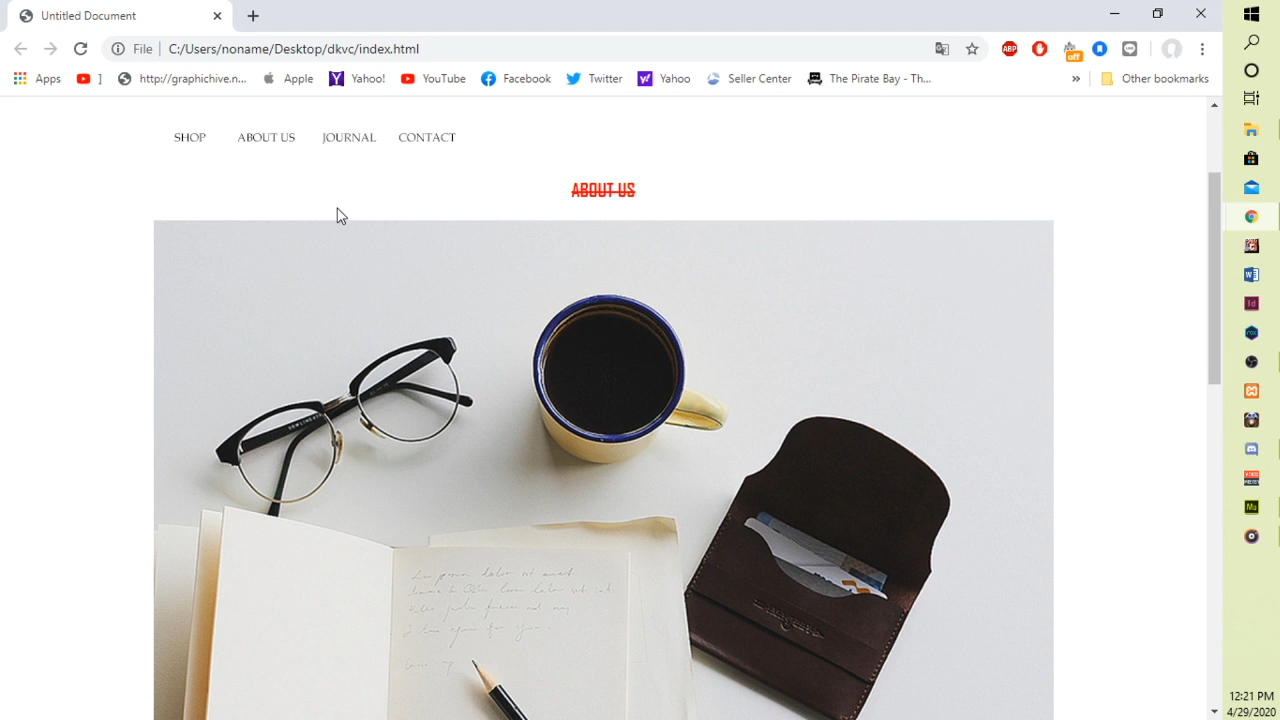 Untitled Document
File
C:/Users/noname/Desktop/dkvc/index.html
ABP
off
Apps
]
http://graphichive.n...
Apple
Yahoo!
YouTube
Facebook
Twitter
Yahoo
Seller Center
The Pirate Bay - Th...
»
Other bookmarks
SHOP ABOUT US JOURNAL CONTACT
ABOUT US
12:21 PM
4/29/2020